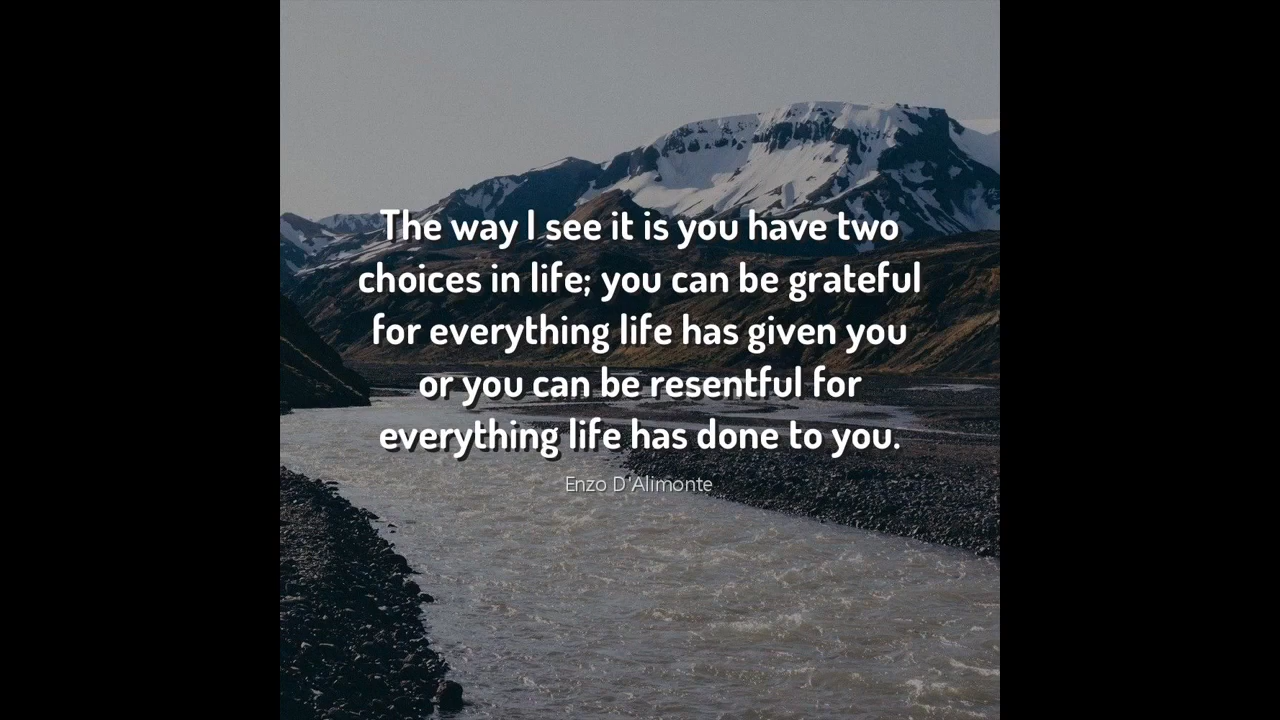 The way I see it is you have two
choices in life; you can be grateful
for everything life has given you
or you can be resentful for
everything life has done to you.
Enzo D'Alimonte